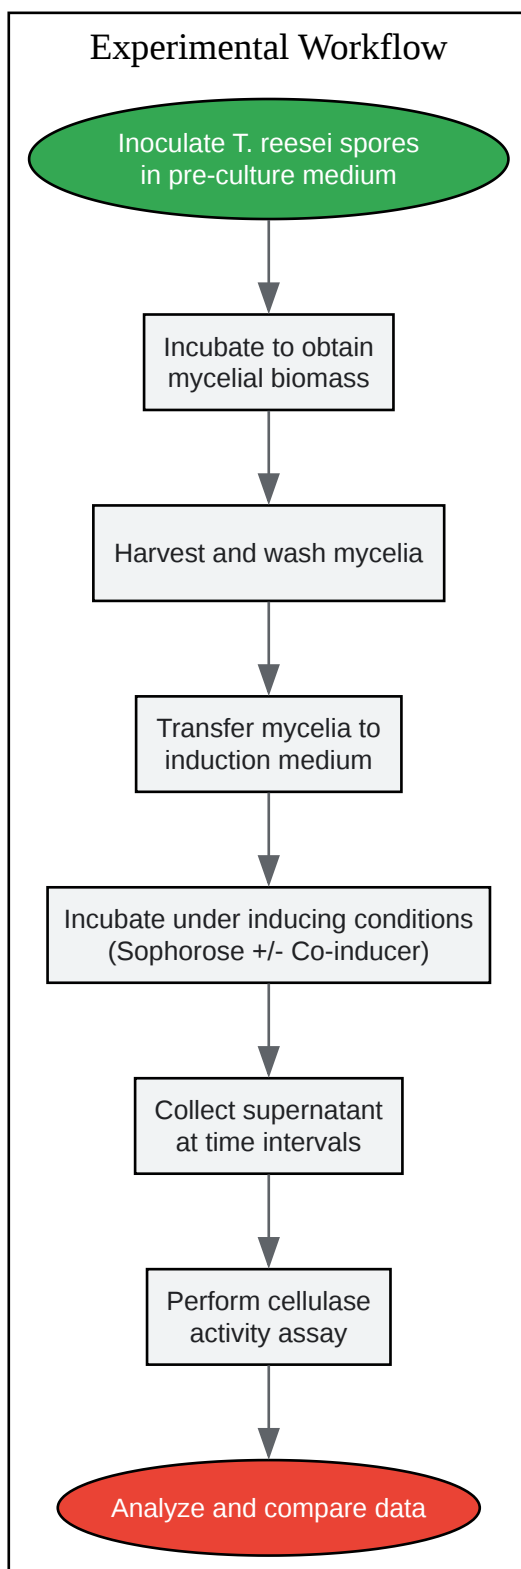 Experimental Workflow
Inoculate T. reesei spores
in pre-culture medium
Incubate to obtain
mycelial biomass
Harvest and wash mycelia
Transfer mycelia to
induction medium
Incubate under inducing conditions
(Sophorose +/- Co-inducer)
Collect supernatant
at time intervals
Perform cellulase
activity assay
Analyze and compare data